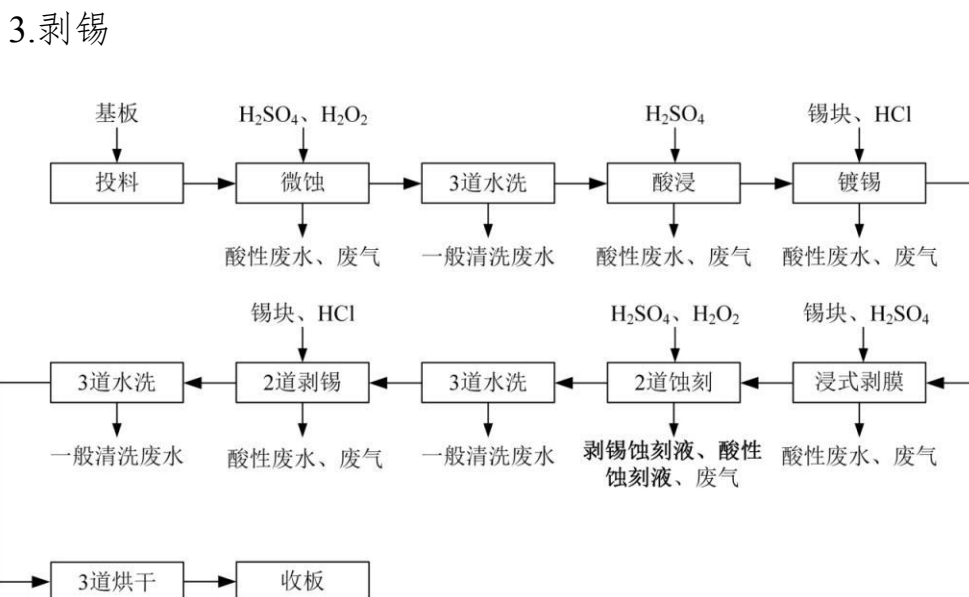 3.剥锡
基板
H₂SO₄、H₂O₂
H₂SO₄
锡块、HCl
投料
微蚀
3道水洗
酸浸
镀锡
酸性废水、废气
一般清洗废水
酸性废水、废气
酸性废水、废气
锡块、HCl
H₂SO₄、H₂O₂
锡块、H₂SO₄
3道水洗
2道剥锡
3道水洗
2道蚀刻
浸式剥膜
一般清洗废水
酸性废水、废气
一般清洗废水
剥锡蚀刻液、酸性
蚀刻液、废气
酸性废水、废气
3道烘干
收板